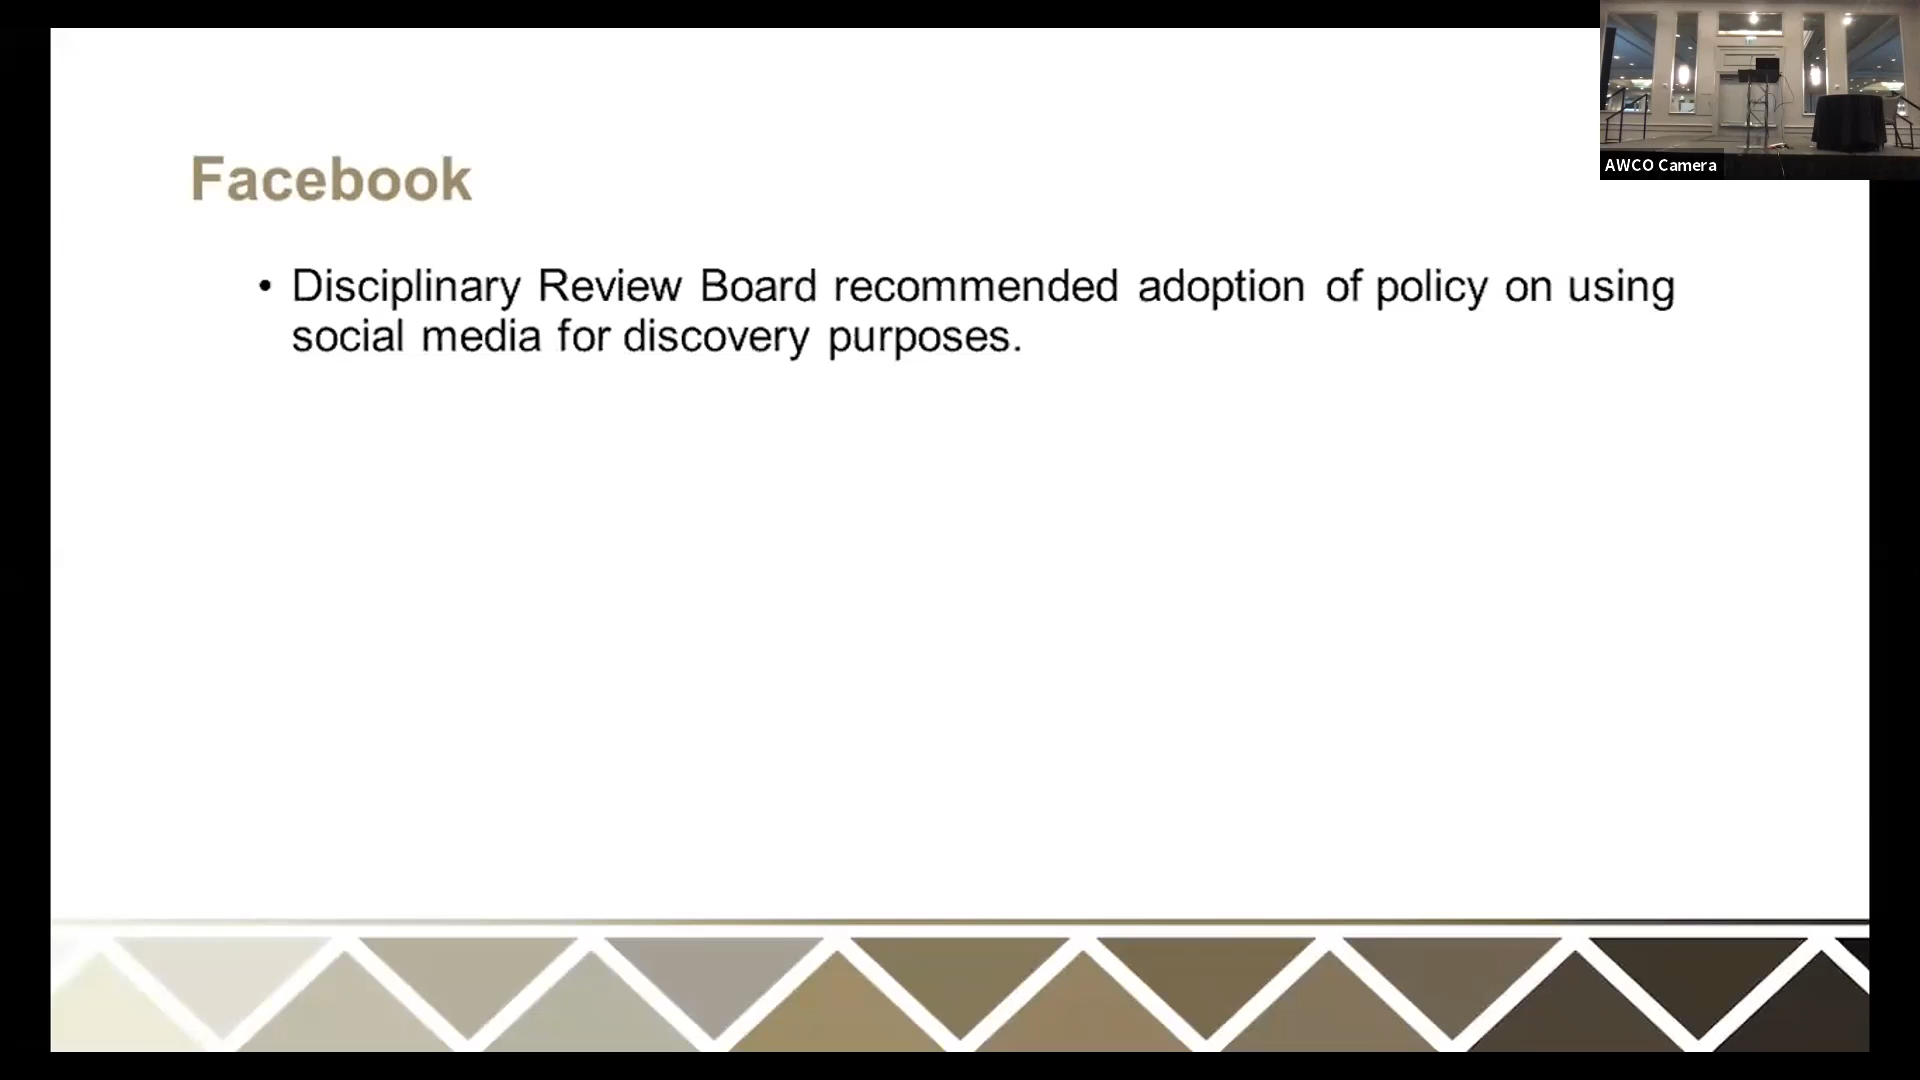 Facebook
• Disciplinary Review Board recommended adoption of policy on using
social media for discovery purposes.
AWCO Camera